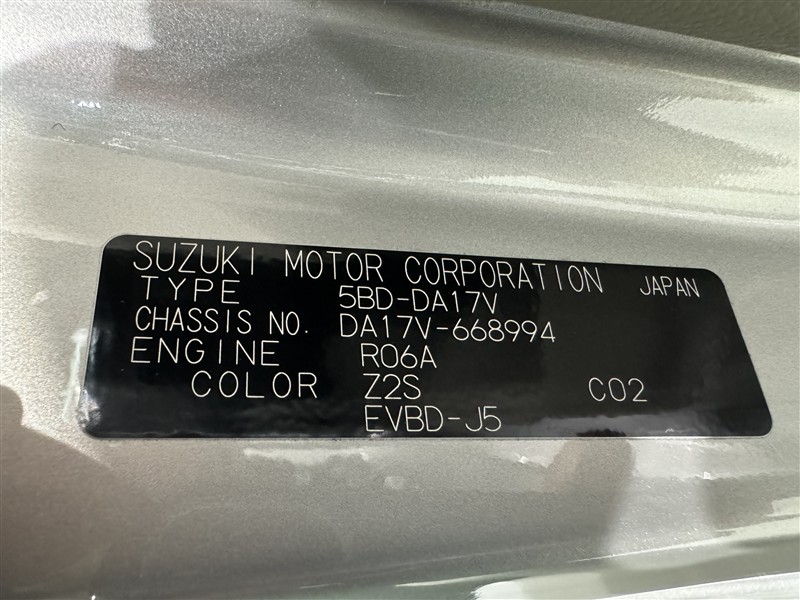 SUZUKI MOTOR CORPORATION JAPAN
TYPE 5BD-DA17V
CHASSIS NO. DA17V-668994
ENGINE R06A
COLOR Z2S C02
EVBD-J5